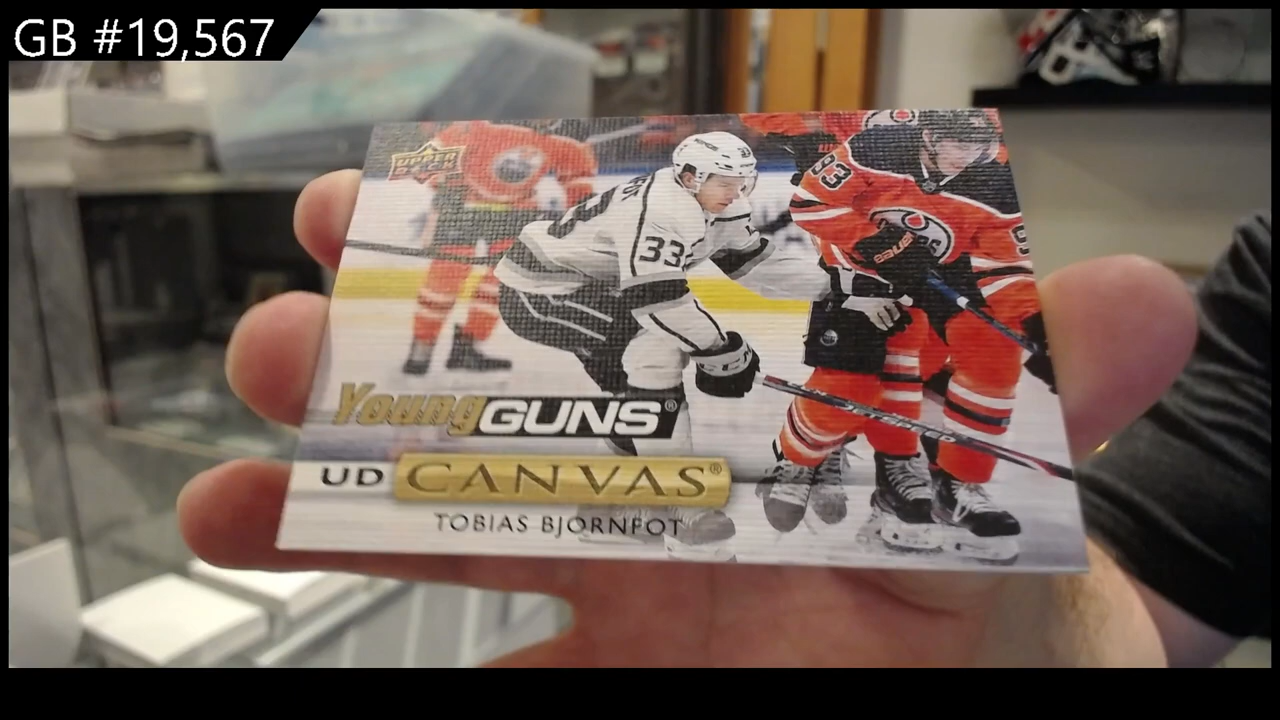 GB #19,567
UPPER DECK
33
93
Young GUNS®
UD CANVAS®
TOBIAS BJORNFOT